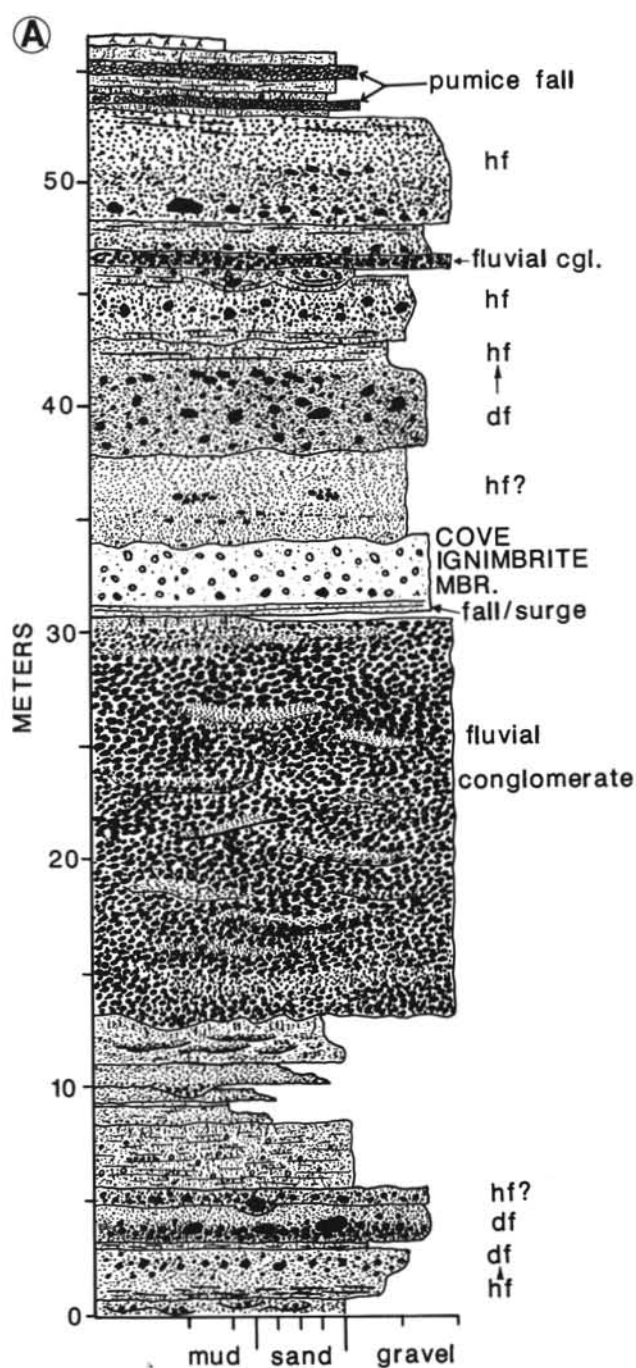 A
pumice fall
hf
50
fluvial cgl.
hf
hf
40
df
hf?
COVE
IGNIMBRITE
MBR.
fall/surge
30
METERS
fluvial
conglomerate
20
10
hf?
df
df
hf
0
mud sand gravel